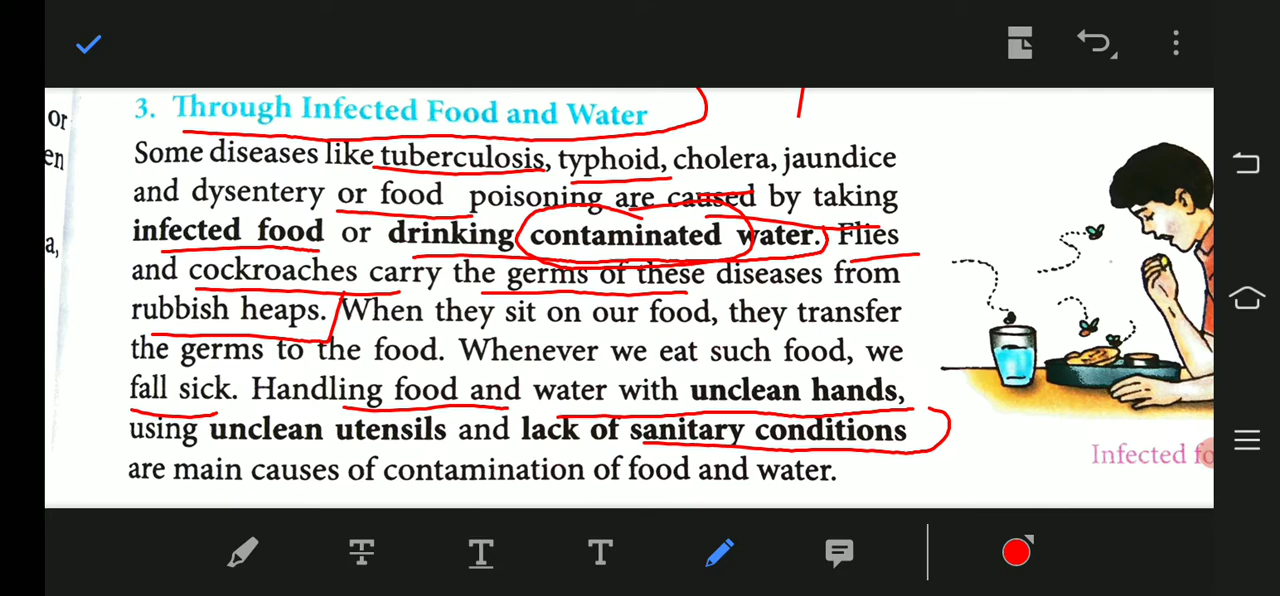 or
en
a,
3. Through Infected Food and Water
Some diseases like tuberculosis, typhoid, cholera, jaundice
and dysentery or food poisoning are caused by taking
infected food or drinking contaminated water. Flies
and cockroaches carry the germs of these diseases from
rubbish heaps. When they sit on our food, they transfer
the germs to the food. Whenever we eat such food, we
fall sick. Handling food and water with unclean hands,
using unclean utensils and lack of sanitary conditions
are main causes of contamination of food and water.
Infected fo
T
T
T